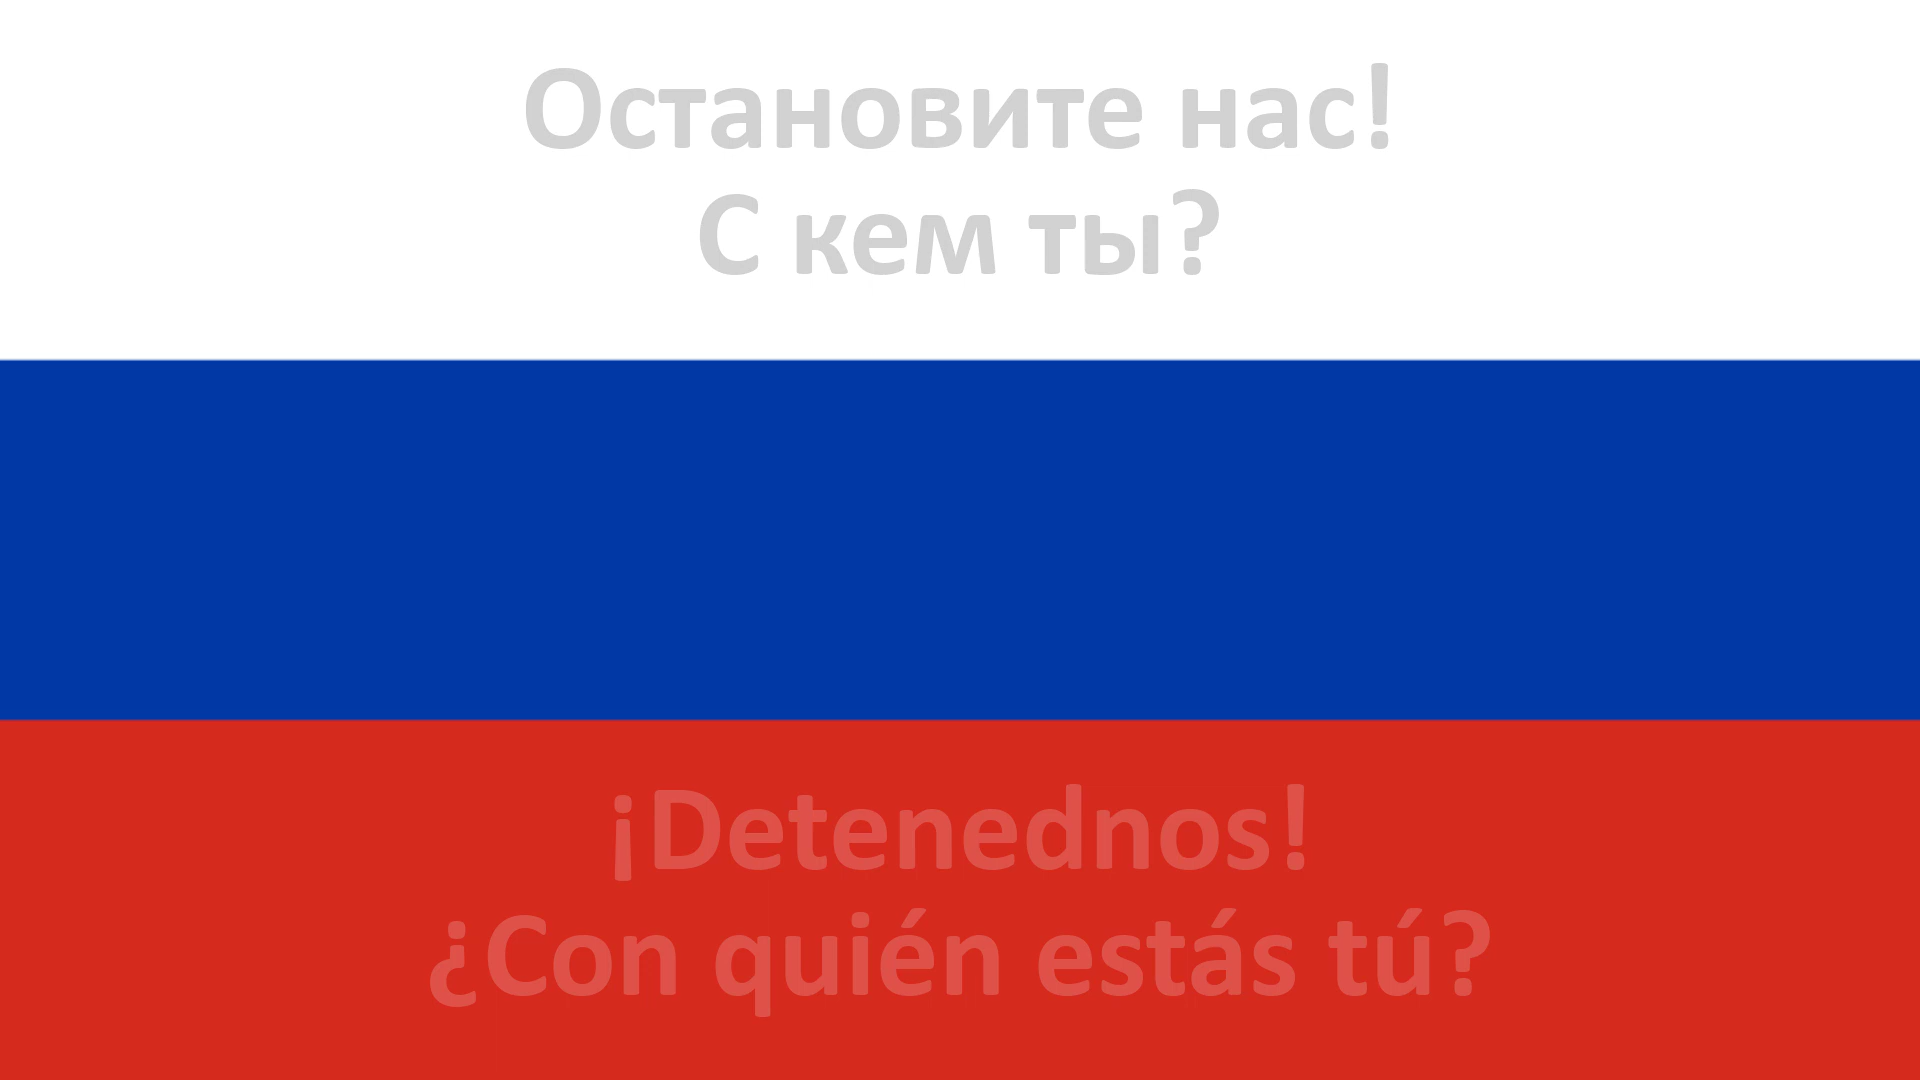 Остановите нас!
С кем ты?
¡Detenednos!
¿Con quién estás tú?